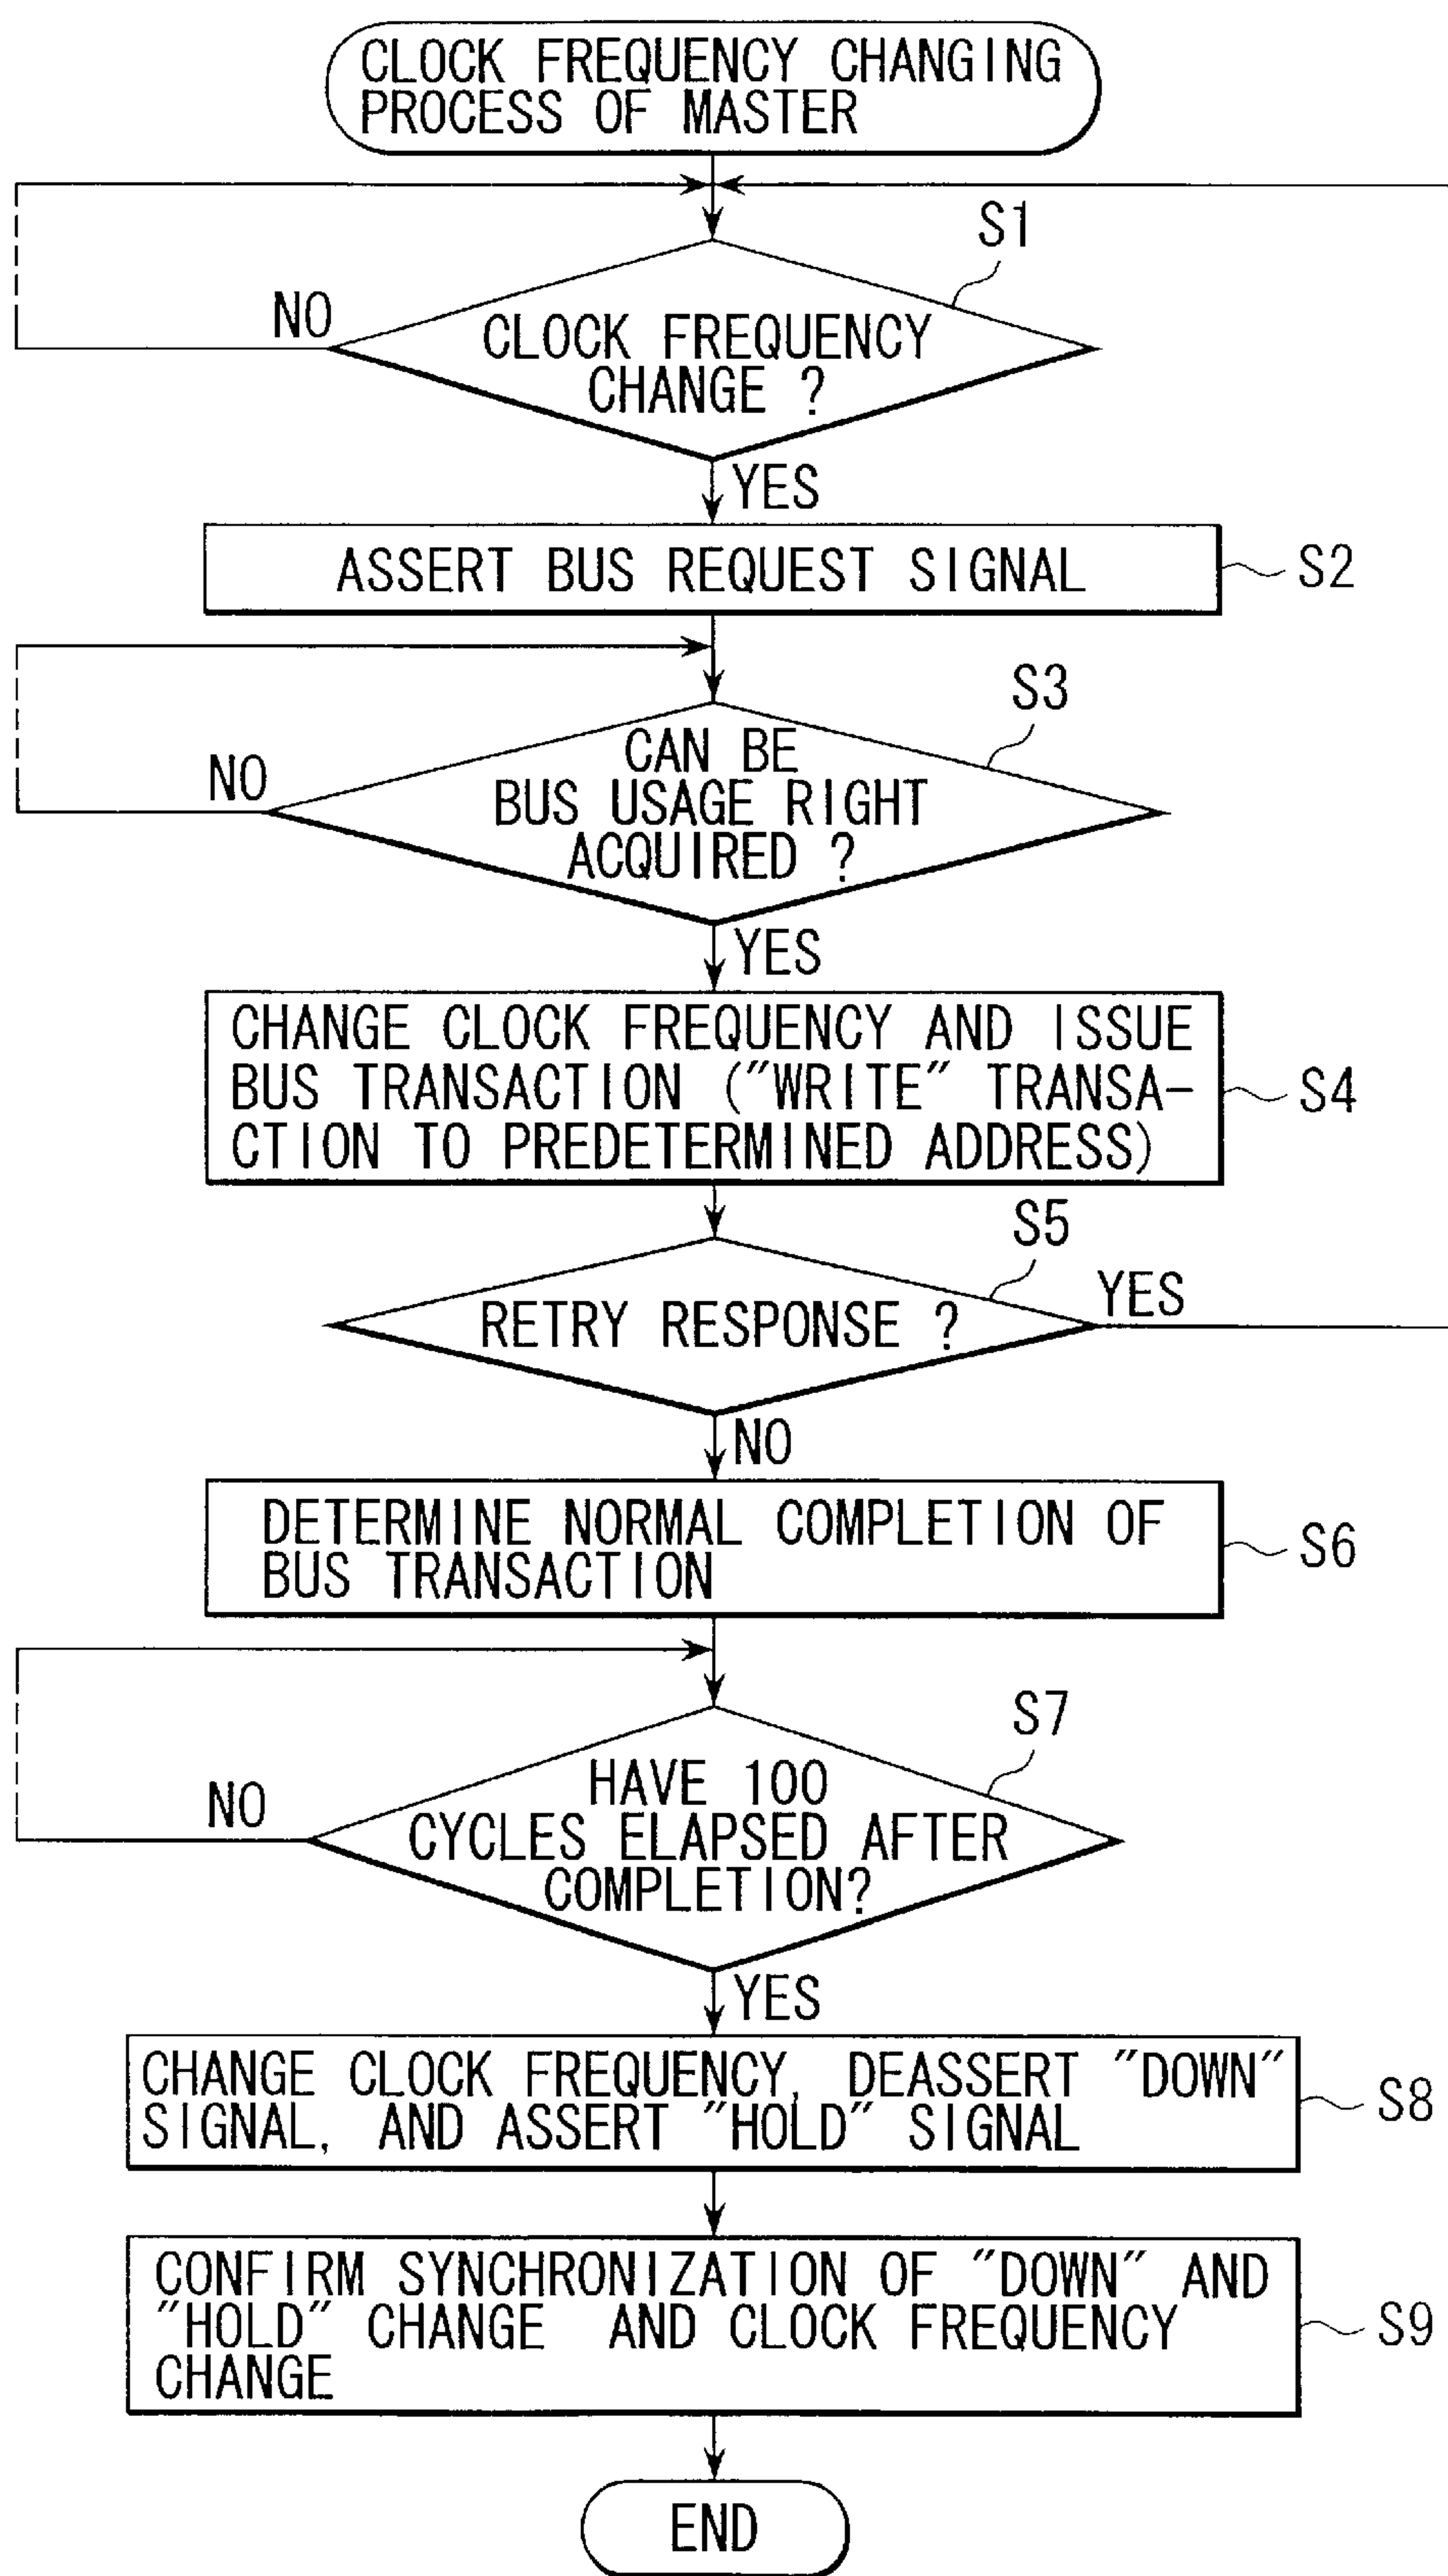 CLOCK FREQUENCY CHANGING
PROCESS OF MASTER
S1
NO
CLOCK FREQUENCY
CHANGE ?
YES
ASSERT BUS REQUEST SIGNAL
S2
S3
CAN BE
NO
BUS USAGE RIGHT
ACQUIRED ?
YES
CHANGE CLOCK FREQUENCY AND ISSUE
BUS TRANSACTION ("WRITE" TRANSA-
CTION TO PREDETERMINED ADDRESS)
S4
S5
YES
RETRY RESPONSE ?
NO
DETERMINE NORMAL COMPLETION OF
BUS TRANSACTION
S6
S7
HAVE 100
NO
CYCLES ELAPSED AFTER
COMPLETION?
YES
CHANGE CLOCK FREQUENCY, DEASSERT "DOWN"
SIGNAL, AND ASSERT "HOLD" SIGNAL
S8
CONFIRM SYNCHRONIZATION OF "DOWN" AND
"HOLD" CHANGE AND CLOCK FREQUENCY
CHANGE
S9
END